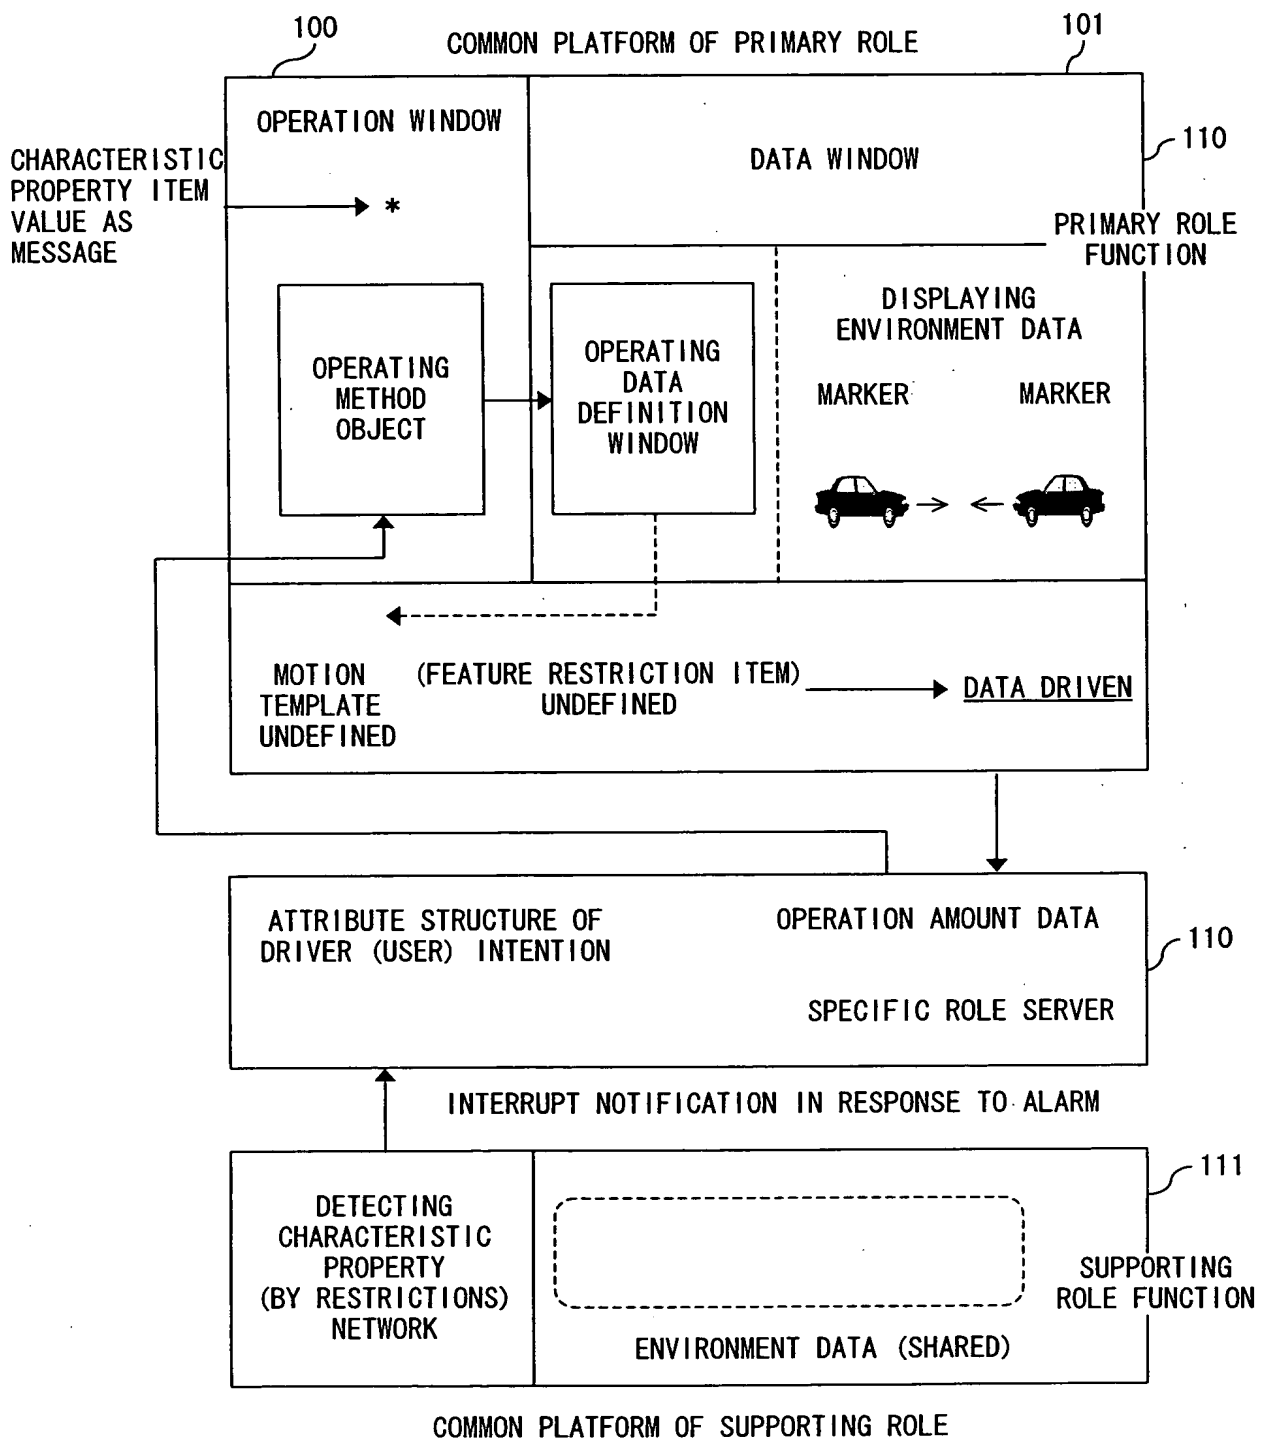 100
COMMON PLATFORM OF PRIMARY ROLE
101
OPERATION WINDOW
DATA WINDOW
110
CHARACTERISTIC
PROPERTY ITEM
VALUE AS
MESSAGE
*
PRIMARY ROLE
FUNCTION
OPERATING
METHOD
OBJECT
OPERATING
DATA
DEFINITION
WINDOW
DISPLAYING
ENVIRONMENT DATA
MARKER
MARKER
MOTION
TEMPLATE
UNDEFINED
(FEATURE RESTRICTION ITEM)
UNDEFINED
DATA DRIVEN
ATTRIBUTE STRUCTURE OF
DRIVER (USER) INTENTION
OPERATION AMOUNT DATA
110
SPECIFIC ROLE SERVER
INTERRUPT NOTIFICATION IN RESPONSE TO ALARM
111
DETECTING
CHARACTERISTIC
PROPERTY
(BY RESTRICTIONS)
NETWORK
SUPPORTING
ROLE FUNCTION
ENVIRONMENT DATA (SHARED)
COMMON PLATFORM OF SUPPORTING ROLE